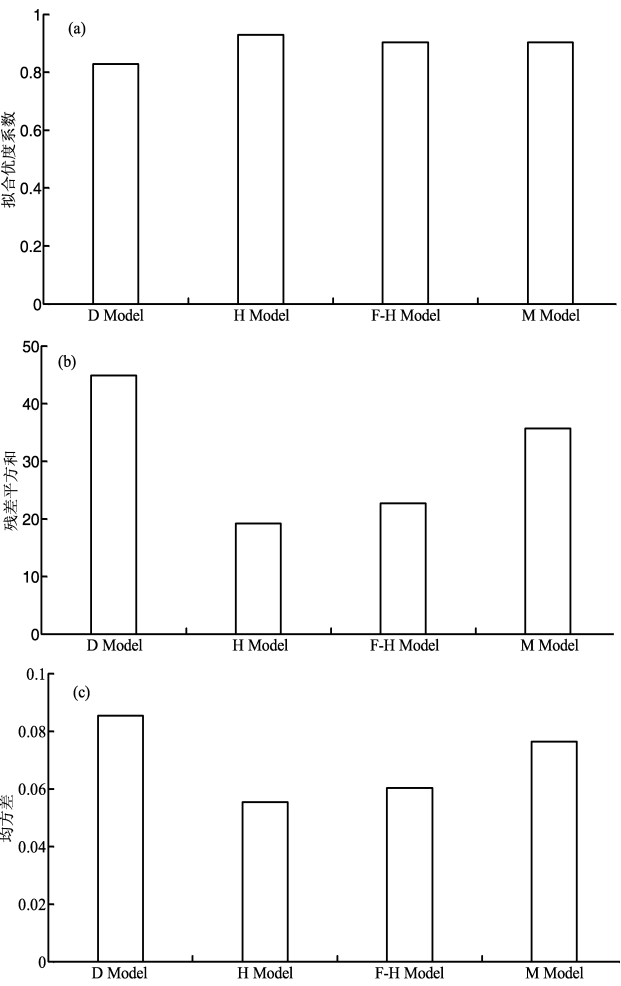 (a)
拟合优度系数
1
0.8
0.6
0.4
0.2
0
D Model H Model F-H Model M Model
(b)
残差平方和
50
40
30
20
10
0
D Model H Model F-H Model M Model
(c)
均方差
0.1
0.08
0.06
0.04
0.02
0
D Model H Model F-H Model M Model